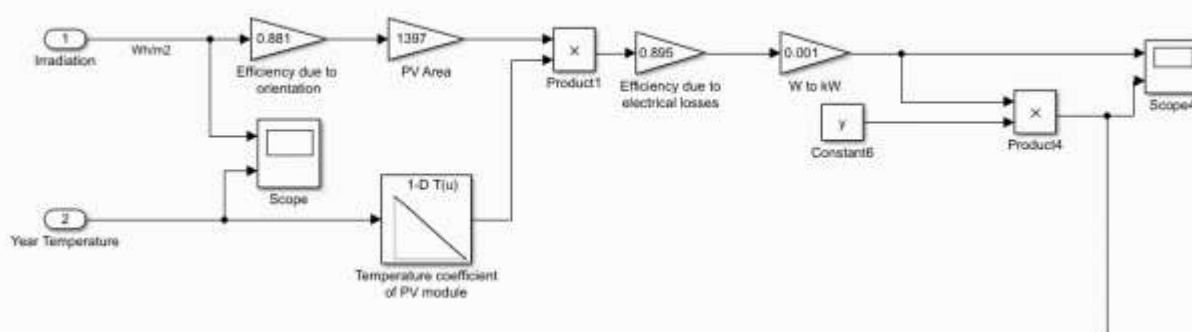 1
Irradiation
Wh/m2
0.881
Efficiency due to
orientation
1397
PV Area
×
Product1
0.895
Efficiency due to
electrical losses
0.001
W to kW
y
Constant6
×
Product4
Scope4
Scope
2
Year Temperature
1-D T(u)
Temperature coefficient
of PV module